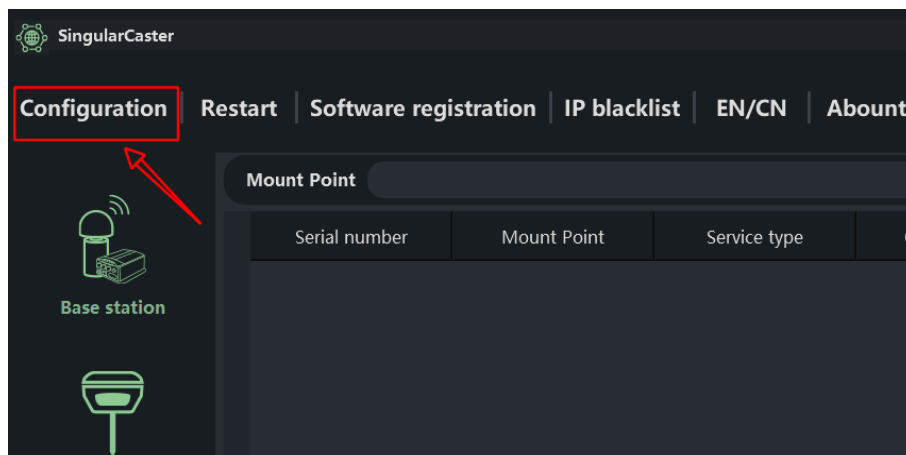 SingularCaster
Configuration Restart Software registration IP blacklist EN/CN Abount
Mount Point
Serial number Mount Point Service type
Base station